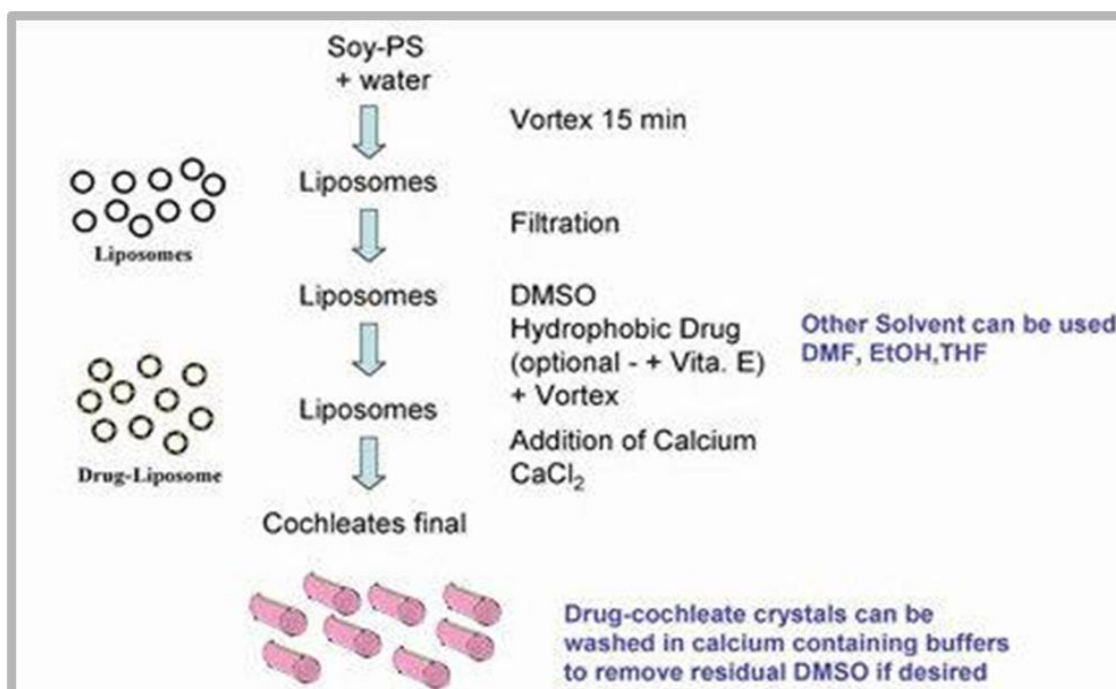 Soy-PS
+ water
Vortex 15 min
Liposomes
Liposomes
Filtration
Liposomes
DMSO
Hydrophobic Drug
(optional - + Vita. E)
+ Vortex
Other Solvent can be used
DMF, EtOH,THF
Liposomes
Addition of Calcium
CaCl₂
Drug-Liposome
Cochleates final
Drug-cochleate crystals can be
washed in calcium containing buffers
to remove residual DMSO if desired